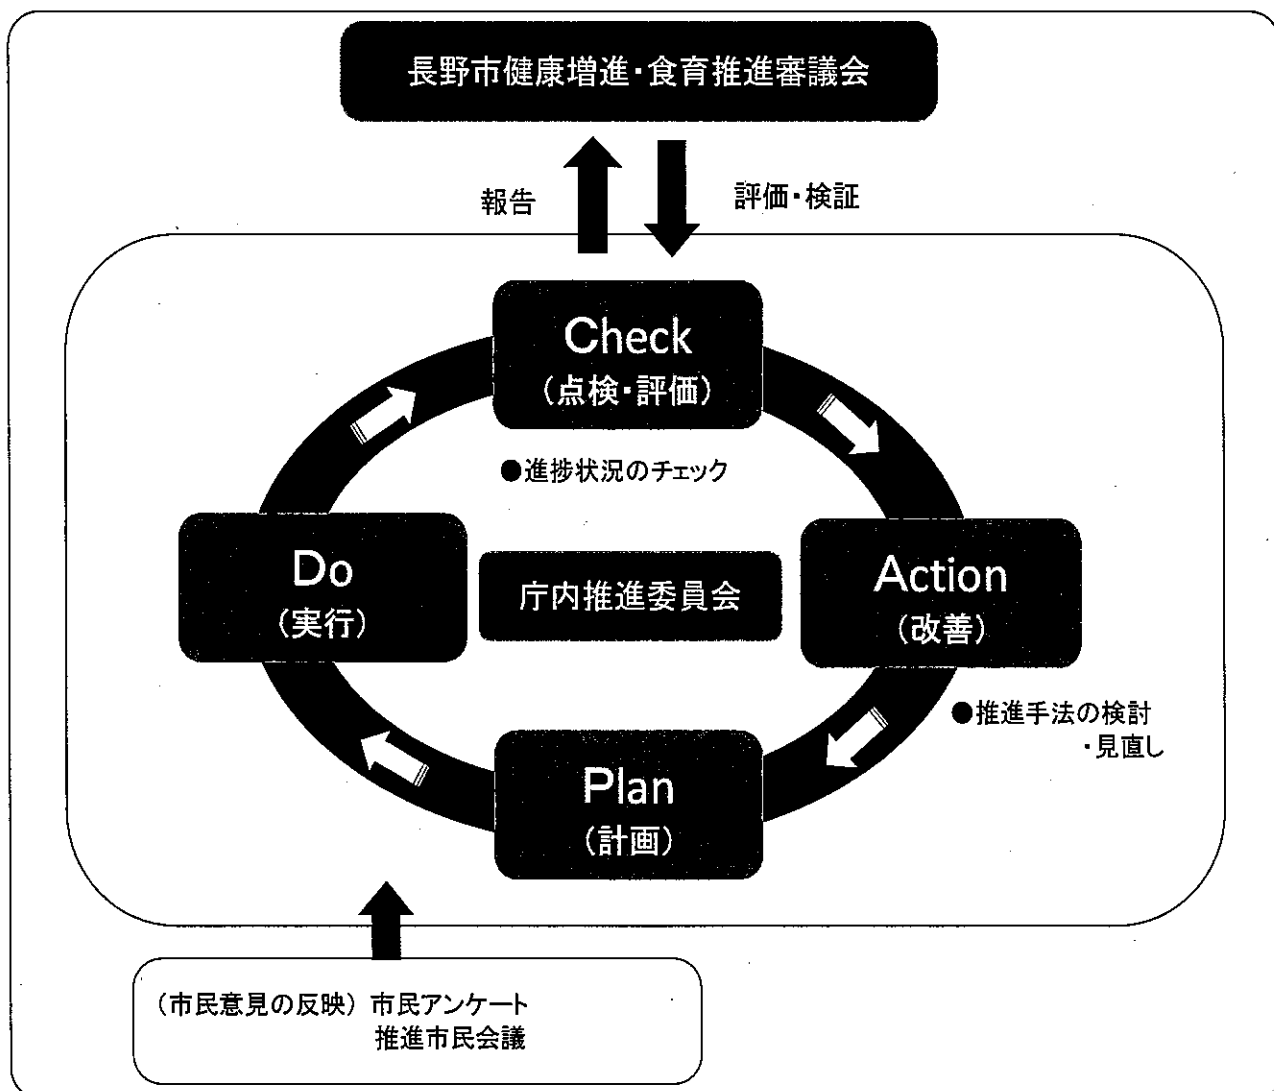 長野市健康増進・食育推進審議会
報告
評価・検証
Check
（点検・評価）
●進捗状況のチェック
Do
（実行）
庁内推進委員会
Action
（改善）
●推進手法の検討
・見直し
Plan
（計画）
（市民意見の反映） 市民アンケート
推進市民会議